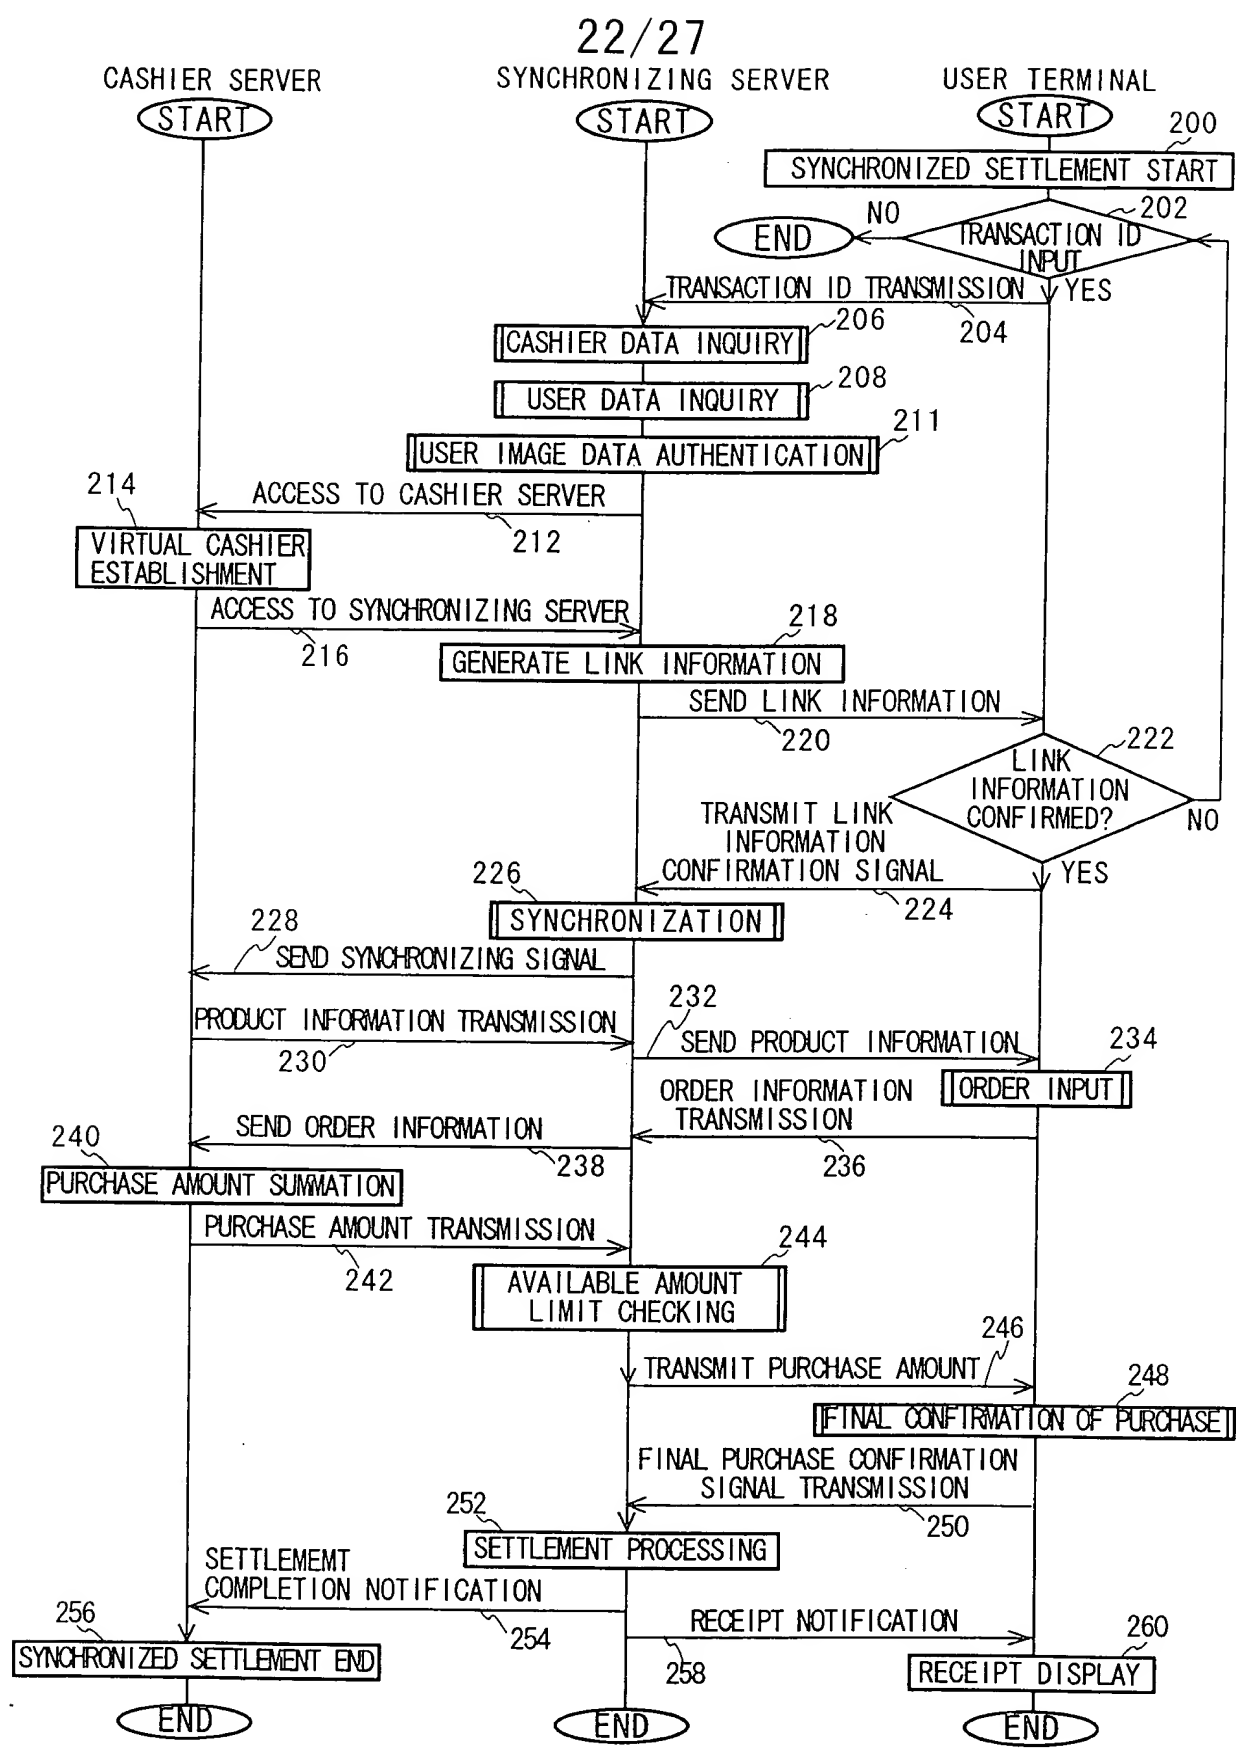 22/27
CASHIER SERVER
SYNCHRONIZING SERVER
USER TERMINAL
START
START
START
200
SYNCHRONIZED SETTLEMENT START
202
NO
END
TRANSACTION ID
INPUT
TRANSACTION ID TRANSMISSION
YES
204
206
CASHIER DATA INQUIRY
208
USER DATA INQUIRY
211
USER IMAGE DATA AUTHENTICATION
214
ACCESS TO CASHIER SERVER
212
VIRTUAL CASHIER
ESTABLISHMENT
ACCESS TO SYNCHRONIZING SERVER
216
218
GENERATE LINK INFORMATION
SEND LINK INFORMATION
220
222
LINK
INFORMATION
CONFIRMED?
NO
TRANSMIT LINK
INFORMATION
CONFIRMATION SIGNAL
YES
224
226
SYNCHRONIZATION
228
SEND SYNCHRONIZING SIGNAL
PRODUCT INFORMATION TRANSMISSION
230
232
SEND PRODUCT INFORMATION
234
ORDER INPUT
ORDER INFORMATION
TRANSMISSION
236
SEND ORDER INFORMATION
238
240
PURCHASE AMOUNT SUMMATION
PURCHASE AMOUNT TRANSMISSION
242
244
AVAILABLE AMOUNT
LIMIT CHECKING
246
TRANSMIT PURCHASE AMOUNT
248
FINAL CONFIRMATION OF PURCHASE
FINAL PURCHASE CONFIRMATION
SIGNAL TRANSMISSION
250
252
SETTLEMENT PROCESSING
SETTLEMEMT
COMPLETION NOTIFICATION
254
256
SYNCHRONIZED SETTLEMENT END
RECEIPT NOTIFICATION
258
260
RECEIPT DISPLAY
END
END
END